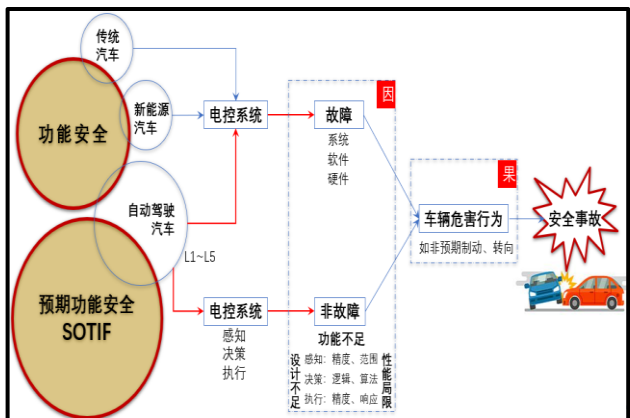 传统
汽车
新能源
汽车
功能安全
自动驾驶
汽车
L1~L5
预期功能安全
SOTIF
电控系统
电控系统
感知
决策
执行
因
故障
系统
软件
硬件
非故障
功能不足
设计不足
感知：精度、范围
决策：逻辑、算法
执行：精度、响应
性能局限
果
车辆危害行为
如非预期制动、转向
安全事故